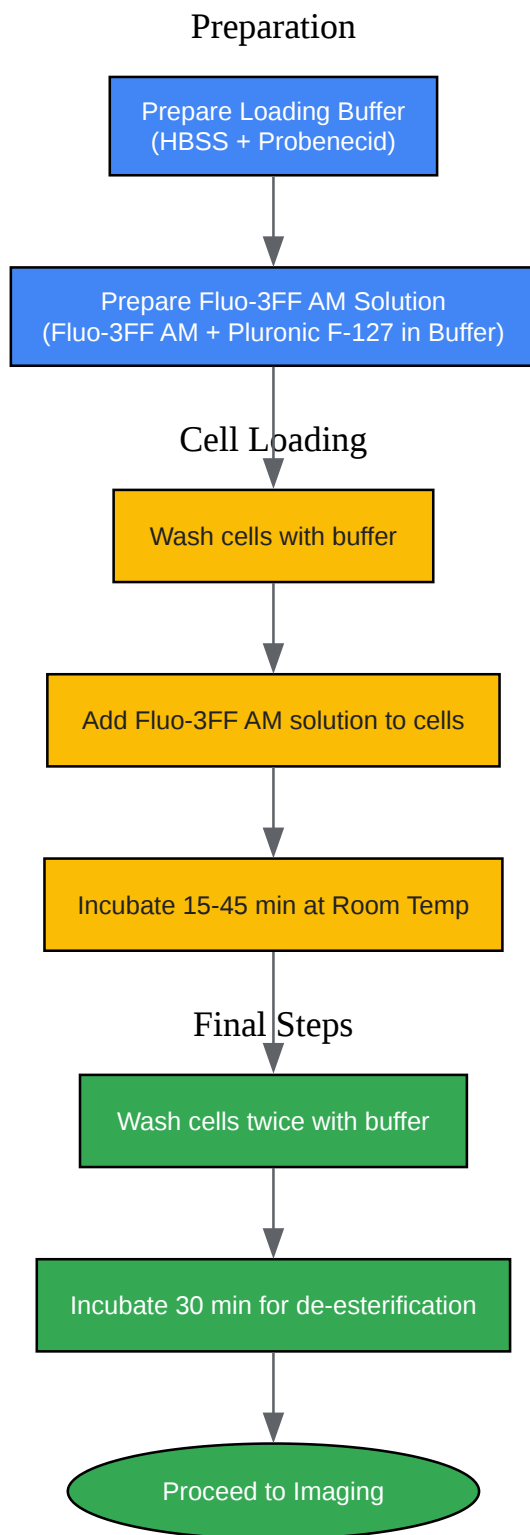 Preparation
Prepare Loading Buffer
(HBSS + Probenecid)
Prepare Fluo-3FF AM Solution
(Fluo-3FF AM + Pluronic F-127 in Buffer)
Cell Loading
Wash cells with buffer
Add Fluo-3FF AM solution to cells
Incubate 15-45 min at Room Temp
Final Steps
Wash cells twice with buffer
Incubate 30 min for de-esterification
Proceed to Imaging